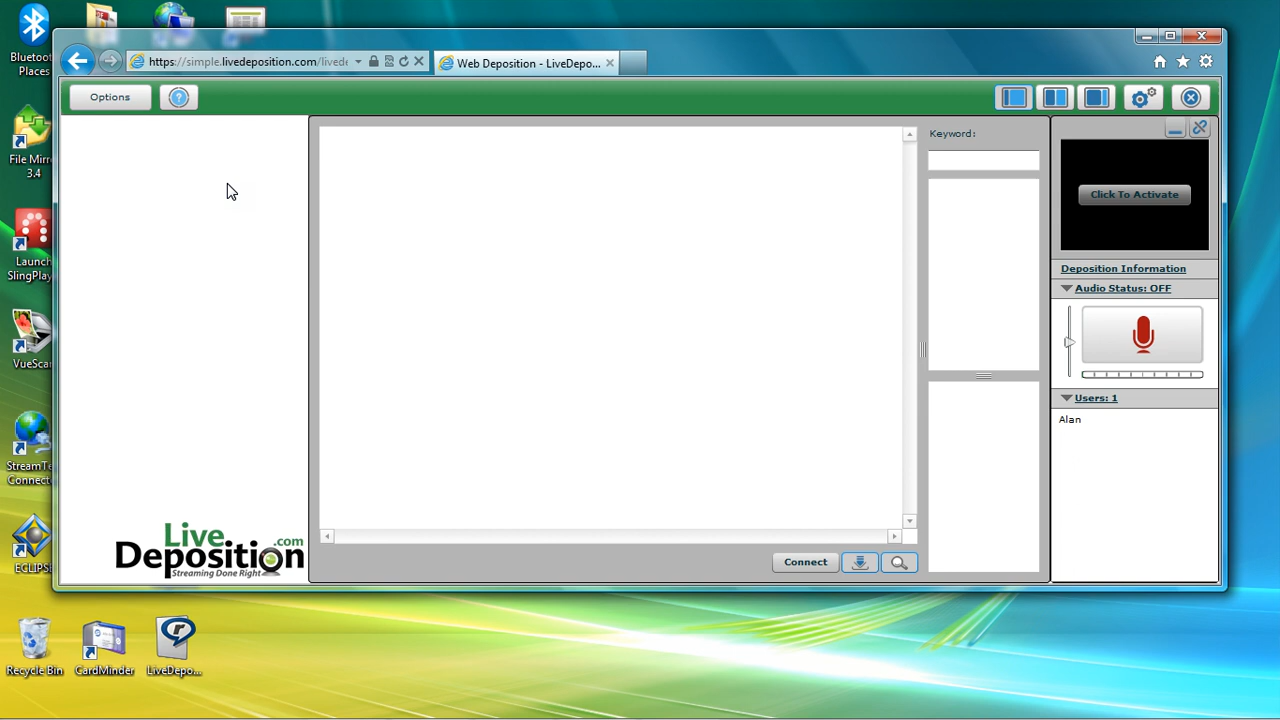 Bluetooth
Places
File Mirr
3.4
Launch
SlingPlay
VueScan
StreamTe
Connect
ECLIPSE
Recycle Bin
CardMinder
LiveDepo...
https://simple.livedeposition.com/livede
Web Deposition - LiveDepo...
Options
?
Keyword:
Click To Activate
Deposition Information
Audio Status: OFF
Users: 1
Alan
Connect
Live
.com
Deposition
Streaming Done Right